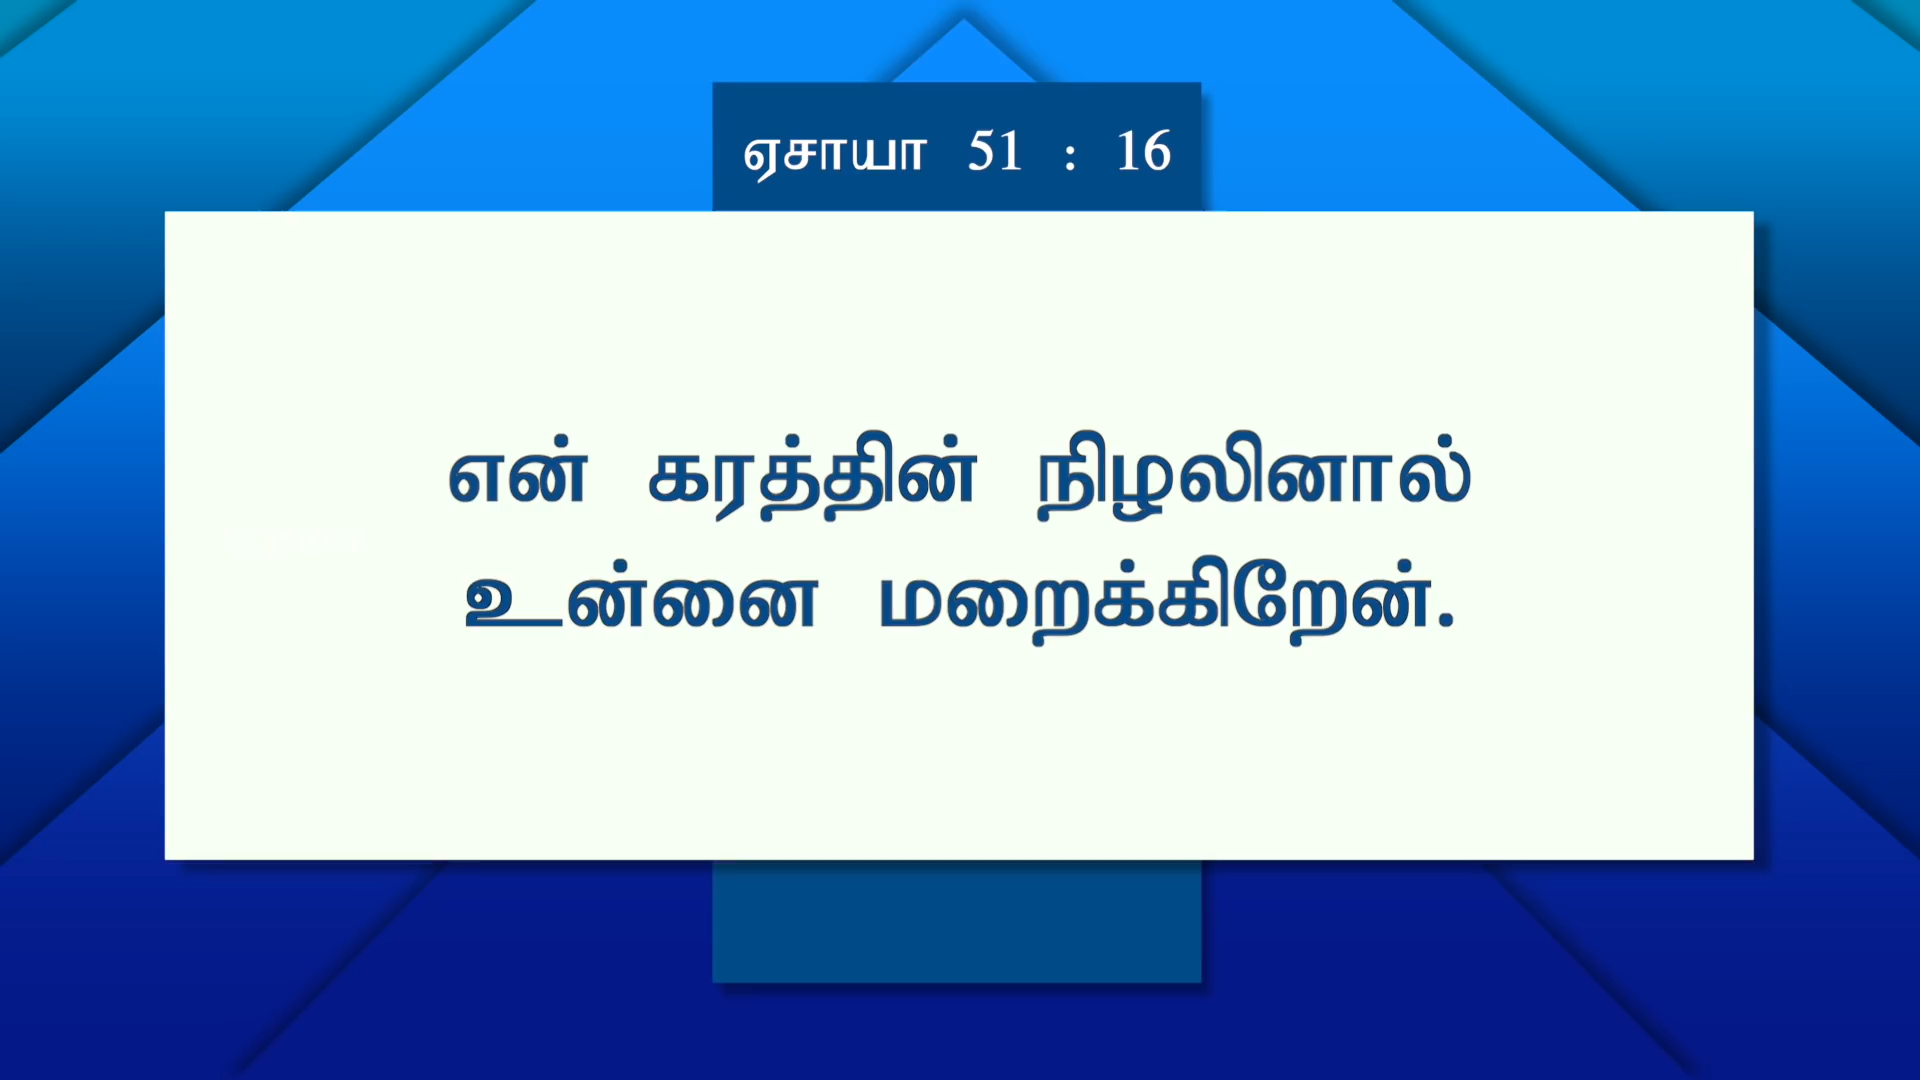 ஏசாயா 51 : 16
என் கரத்தின் நிழலினால்
உன்னை மறைக்கிறேன்.